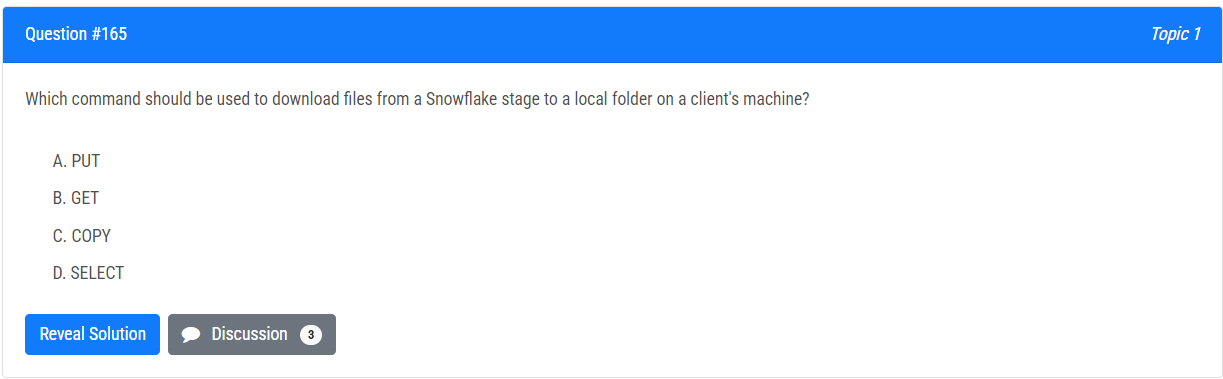 Question #165
Topic 1
Which command should be used to download files from a Snowflake stage to a local folder on a client's machine?
A. PUT
B. GET
C. COPY
D. SELECT
Reveal Solution
Discussion 3